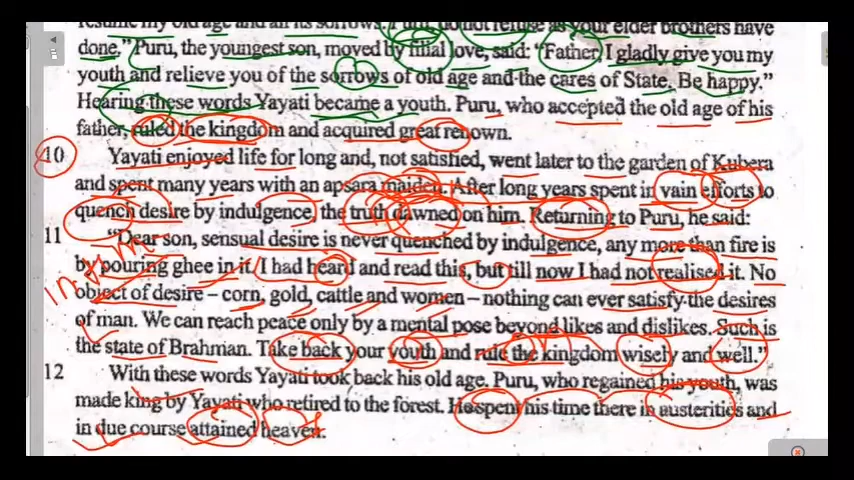 resume my old age and all its sorrows. I am, do not refuse as your elder brothers have
done." Puru, the youngest son, moved by filial love, said: "Father, I gladly give you my
youth and relieve you of the sorrows of old age and the cares of State. Be happy."
Hearing these words Yayati became a youth. Puru, who accepted the old age of his
father, ruled the kingdom and acquired great renown.
10 Yayati enjoyed life for long and, not satisfied, went later to the garden of Kubera
and spent many years with an apsara maiden. After long years spent in vain efforts to
quench desire by indulgence, the truth dawned on him. Returning to Puru, he said:
11 "Dear son, sensual desire is never quenched by indulgence, any more than fire is
by pouring ghee in it. I had heard and read this, but till now I had not realised it. No
object of desire – corn, gold, cattle and women – nothing can ever satisfy the desires
of man. We can reach peace only by a mental pose beyond likes and dislikes. Such is
the state of Brahman. Take back your youth and rule the kingdom wisely and well."
12 With these words Yayati took back his old age. Puru, who regained his youth, was
made king by Yayati who retired to the forest. He spent his time there in austerities and
in due course attained heaven.